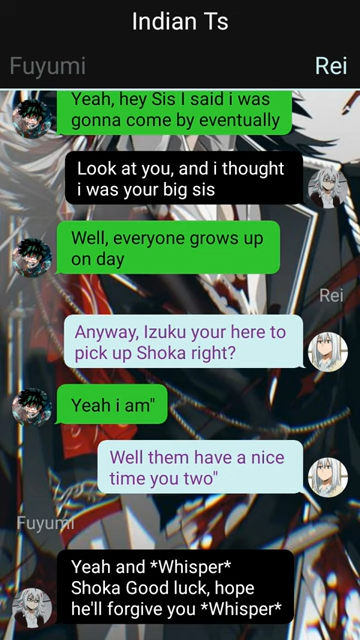 Indian Ts
Fuyumi
Rei
Yeah, hey Sis I said i was
gonna come by eventually
Look at you, and i thought
i was your big sis
Well, everyone grows up
on day
Rei
Anyway, Izuku your here to
pick up Shoka right?
Yeah i am"
Well them have a nice
time you two"
Fuyumi
Yeah and *Whisper*
Shoka Good luck, hope
he'll forgive you *Whisper*